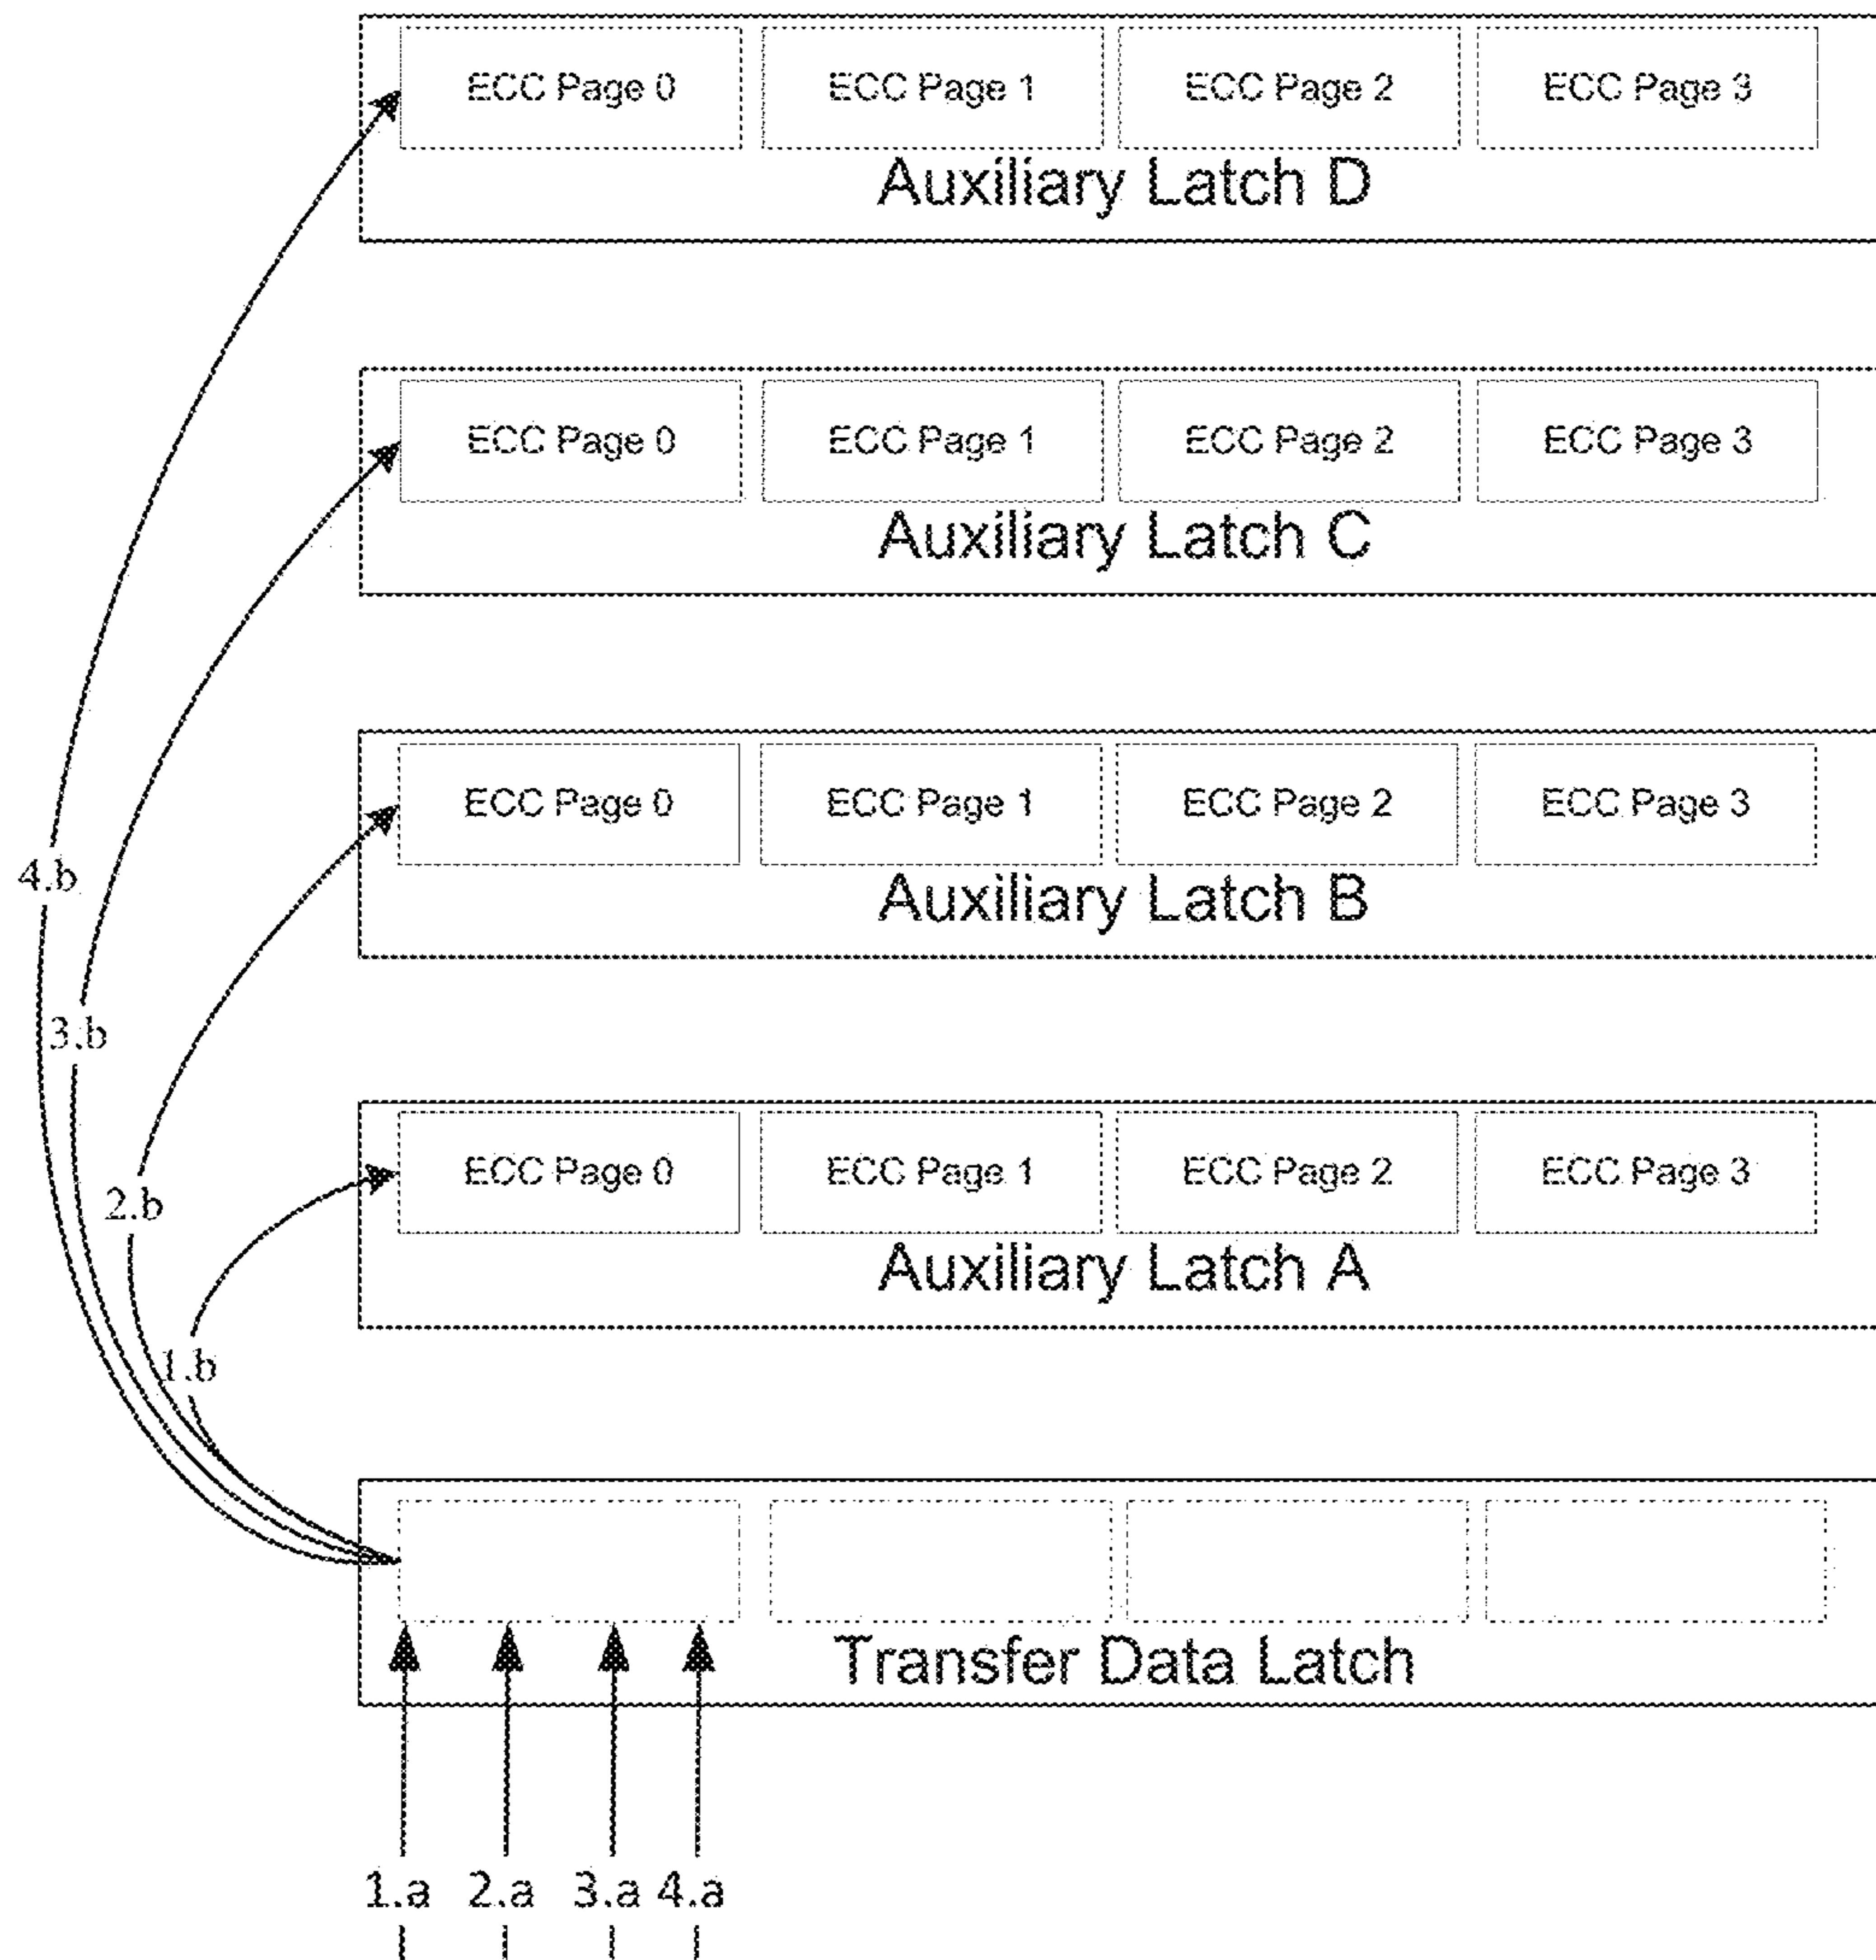 ECC Page 0 ECC Page 1 ECC Page 2 ECC Page 3
Auxiliary Latch D
ECC Page 0 ECC Page 1 ECC Page 2 ECC Page 3
Auxiliary Latch C
ECC Page 0 ECC Page 1 ECC Page 2 ECC Page 3
4.b
Auxiliary Latch B
3.b
ECC Page 0 ECC Page 1 ECC Page 2 ECC Page 3
2.b
Auxiliary Latch A
1.b
Transfer Data Latch
1.a 2.a 3.a 4.a